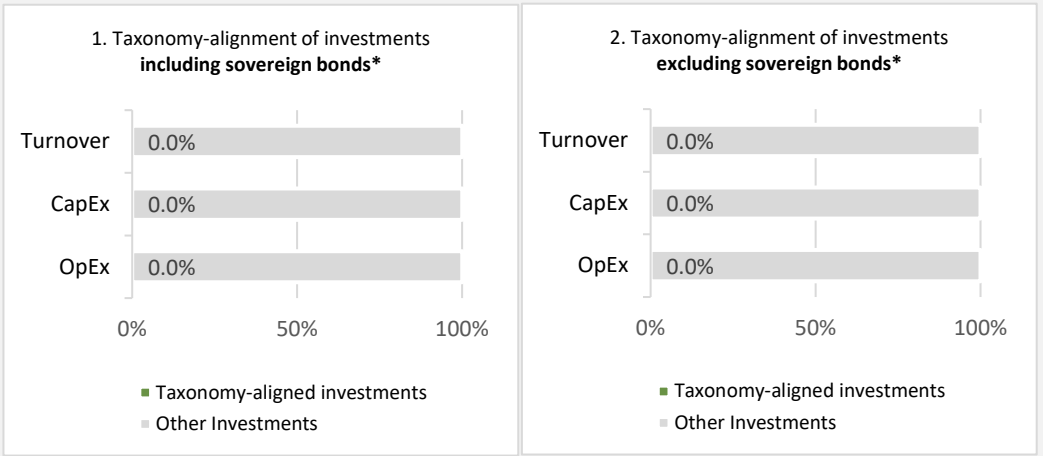 1. Taxonomy-alignment of investments
including sovereign bonds*
Turnover
0.0%
CapEx
0.0%
OpEx
0.0%
0%
50%
100%
Taxonomy-aligned investments
Other Investments
2. Taxonomy-alignment of investments
excluding sovereign bonds*
Turnover
0.0%
CapEx
0.0%
OpEx
0.0%
0%
50%
100%
Taxonomy-aligned investments
Other Investments